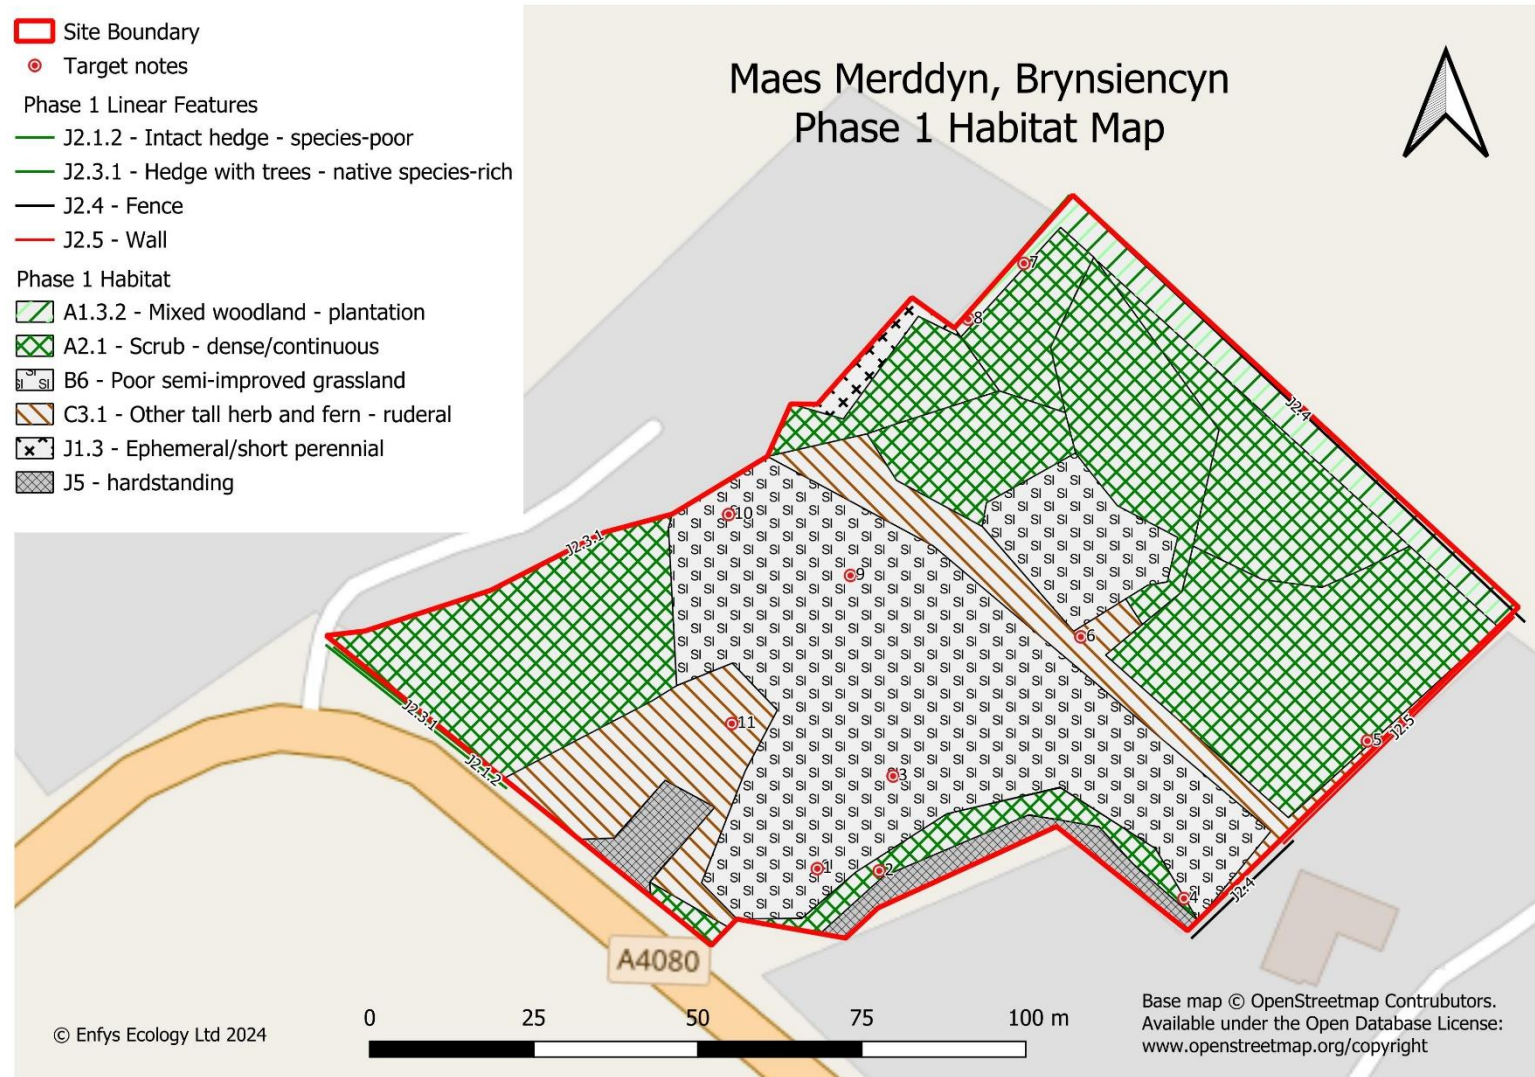 Site Boundary
Target notes
Phase 1 Linear Features
J2.1.2 - Intact hedge - species-poor
J2.3.1 - Hedge with trees - native species-rich
J2.4 - Fence
J2.5 - Wall
Phase 1 Habitat
A1.3.2 - Mixed woodland - plantation
A2.1 - Scrub - dense/continuous
SI SI SI B6 - Poor semi-improved grassland
C3.1 - Other tall herb and fern - ruderal
J1.3 - Ephemeral/short perennial
J5 - hardstanding
Maes Merddyn, Brynsiencyn
Phase 1 Habitat Map
7
8
J2.4
10
J2.3.1
9
6
J2.3.1
11
J2.5
5
J2.1.2
3
1
2
4
J2.4
A4080
0 25 50 75 100 m
© Enfys Ecology Ltd 2024
Base map © OpenStreetmap Contrubutors.
Available under the Open Database License:
www.openstreetmap.org/copyright